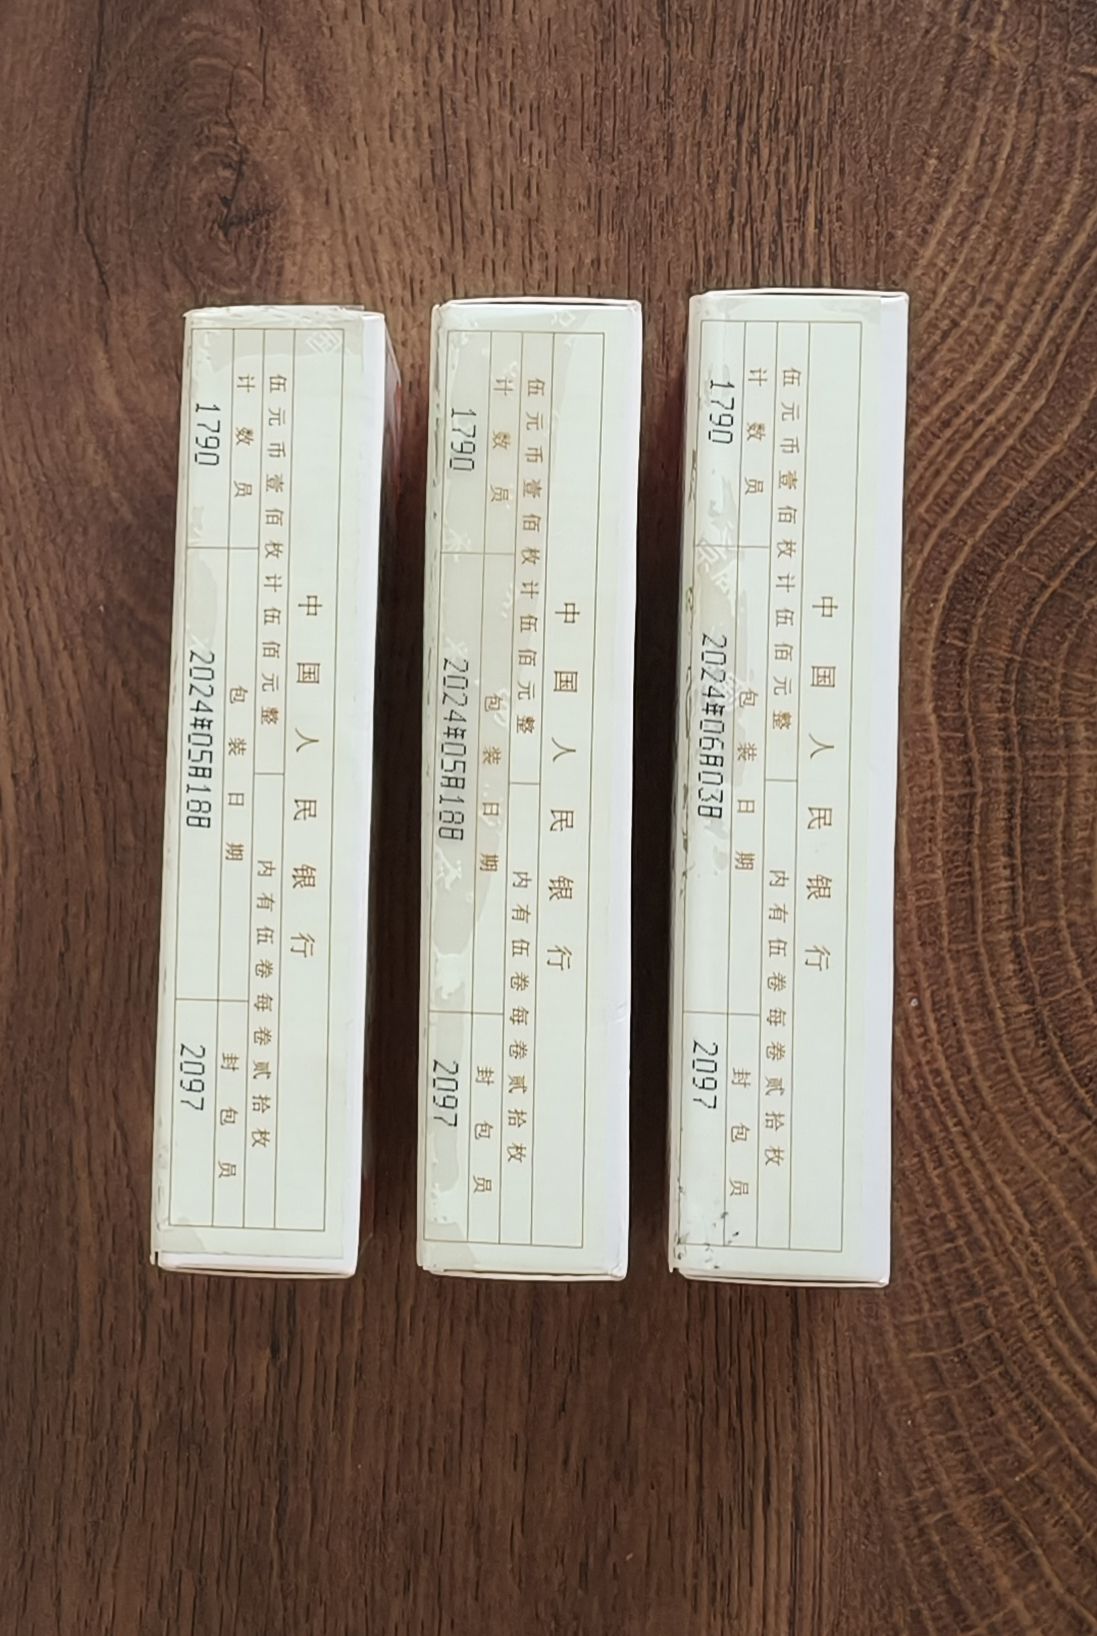 中国人民银行
伍元币壹佰枚计伍佰元整 内有伍卷每卷贰拾枚
计数员 包装日期 封包员
1790 2024年05月18日 2097
中国人民银行
伍元币壹佰枚计伍佰元整 内有伍卷每卷贰拾枚
计数员 包装日期 封包员
1790 2024年05月18日 2097
中国人民银行
伍元币壹佰枚计伍佰元整 内有伍卷每卷贰拾枚
计数员 包装日期 封包员
1790 2024年06月03日 2097